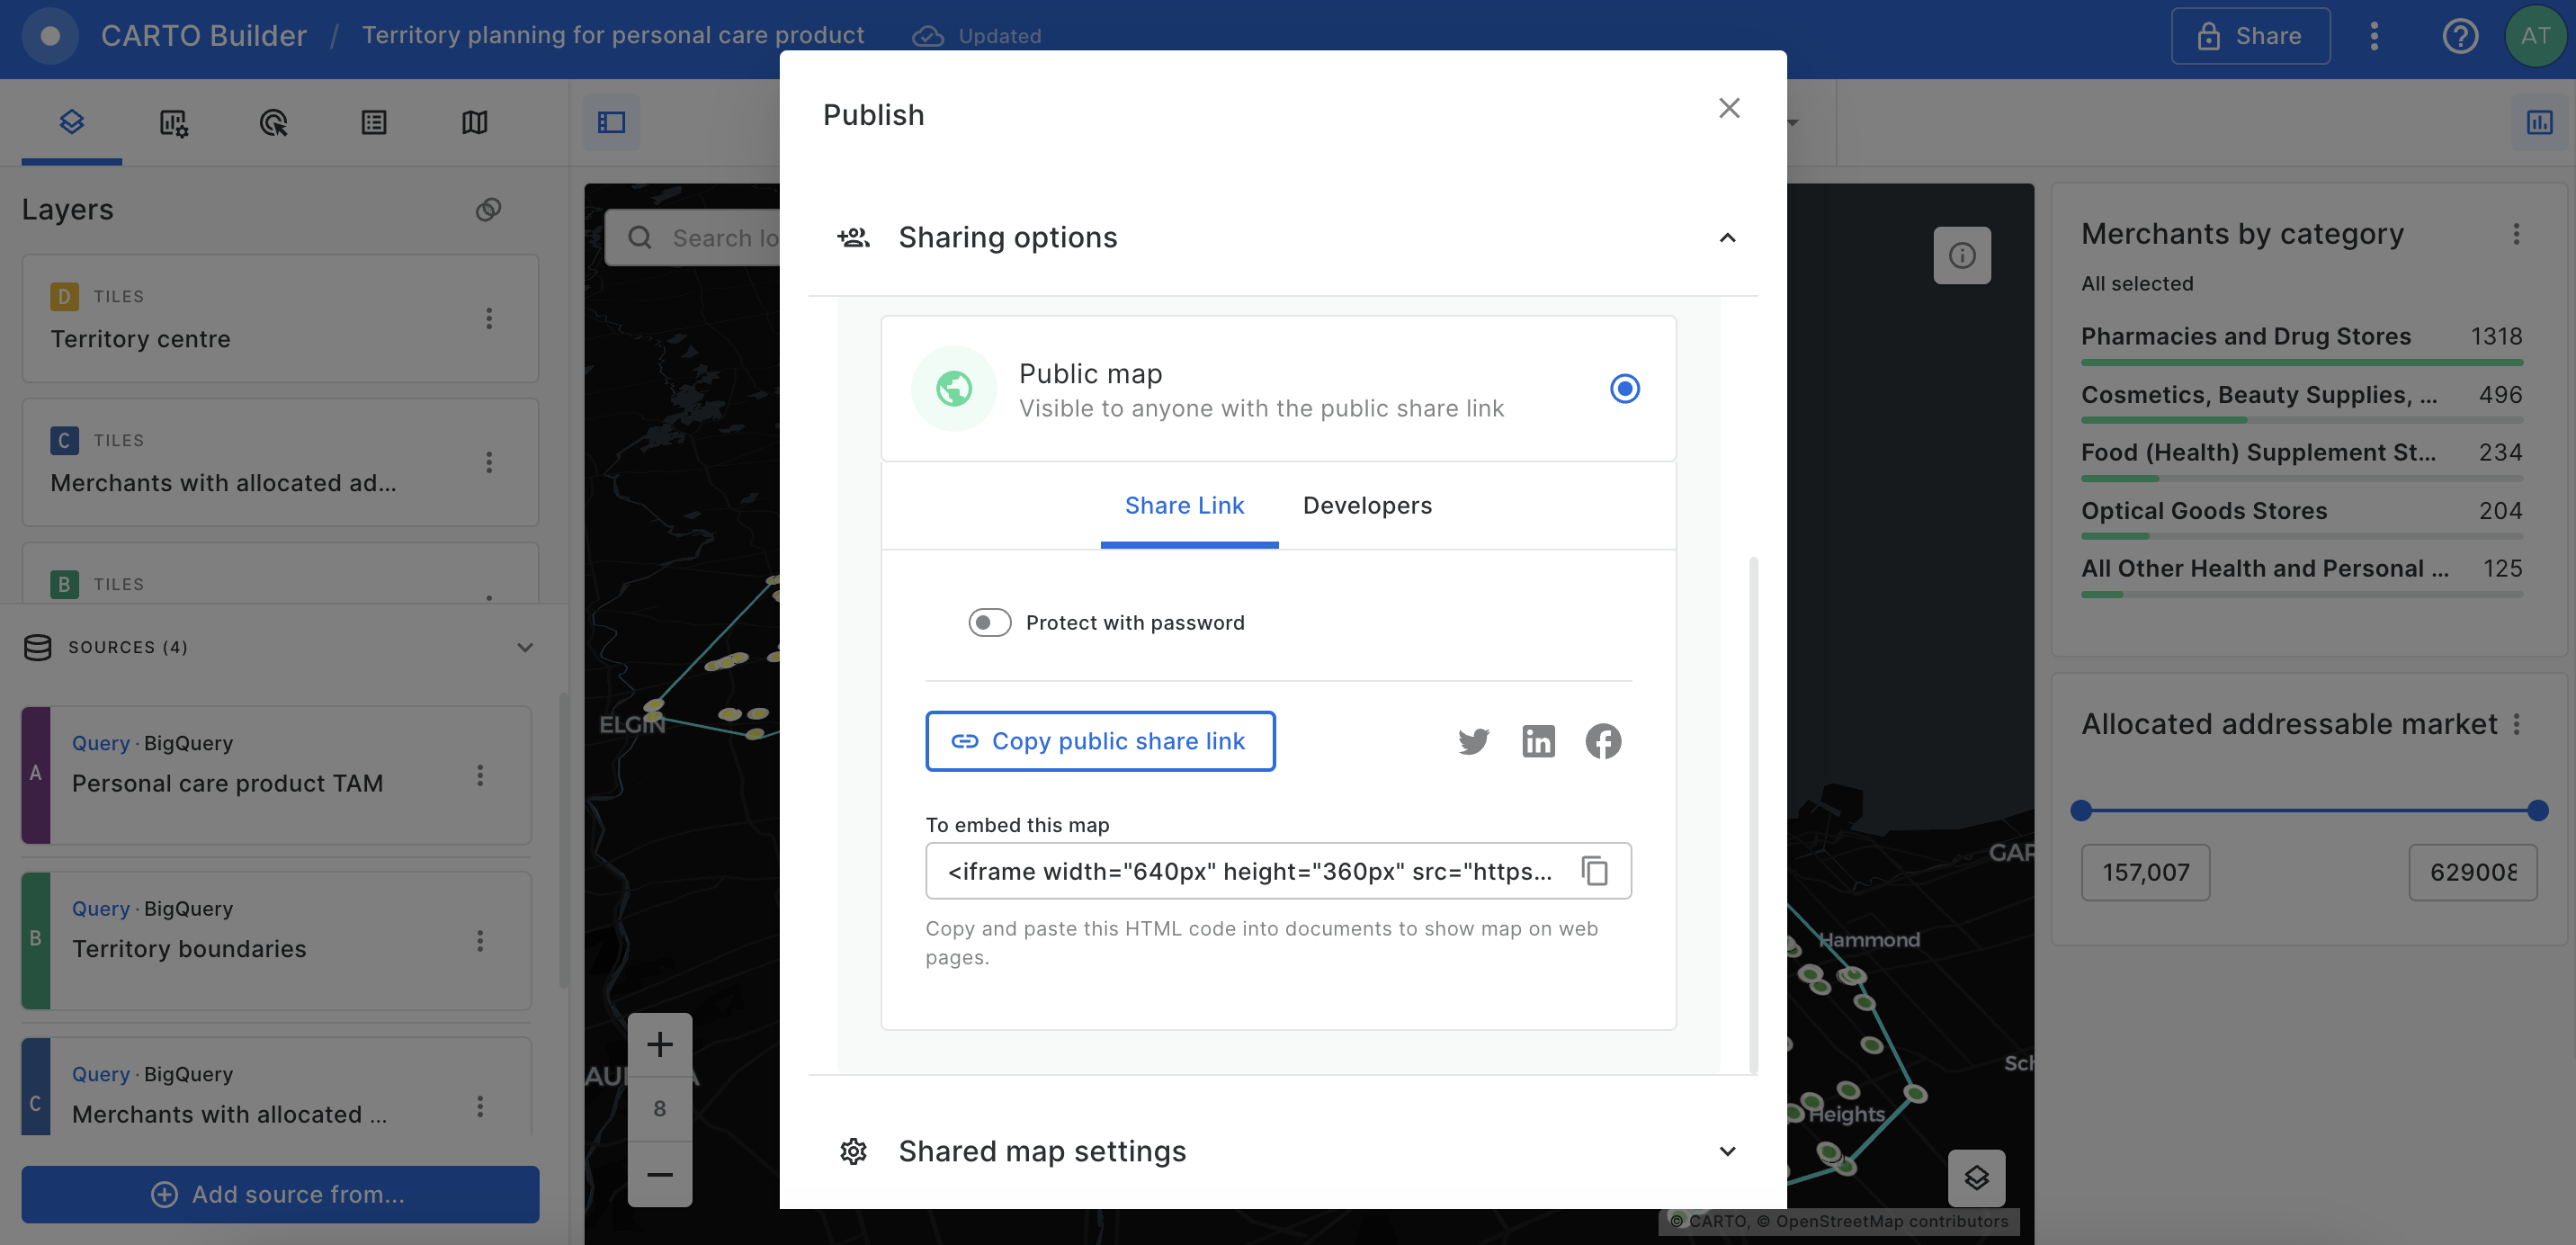 CARTO Builder / Territory planning for personal care product Updated
Share
AT
Layers
D TILES
Territory centre
C TILES
Merchants with allocated ad...
B TILES
SOURCES (4)
A
Query · BigQuery
Personal care product TAM
B
Query · BigQuery
Territory boundaries
C
Query · BigQuery
Merchants with allocated ...
Add source from...
Search lo
ELGIN
8
Publish
Sharing options
Public map
Visible to anyone with the public share link
Share Link Developers
Protect with password
Copy public share link
To embed this map
<iframe width="640px" height="360px" src="https...
Copy and paste this HTML code into documents to show map on web
pages.
Shared map settings
Hammond
Heights
© CARTO, © OpenStreetMap contributors
Merchants by category
All selected
Pharmacies and Drug Stores 1318
Cosmetics, Beauty Supplies, ... 496
Food (Health) Supplement St... 234
Optical Goods Stores 204
All Other Health and Personal ... 125
Allocated addressable market
157,007
629008